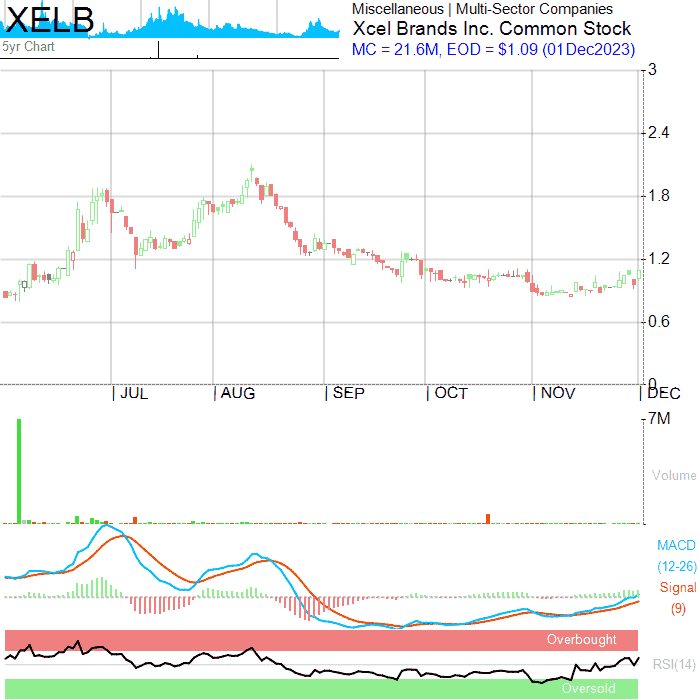 XELB
5yr Chart
Miscellaneous | Multi-Sector Companies
Xcel Brands Inc. Common Stock
MC = 21.6M, EOD = $1.09 (01Dec2023)
3
2.4
1.8
1.2
0.6
0
JUL AUG SEP OCT NOV DEC
7M
Volume
MACD
(12-26)
Signal
(9)
Overbought
RSI(14)
Oversold